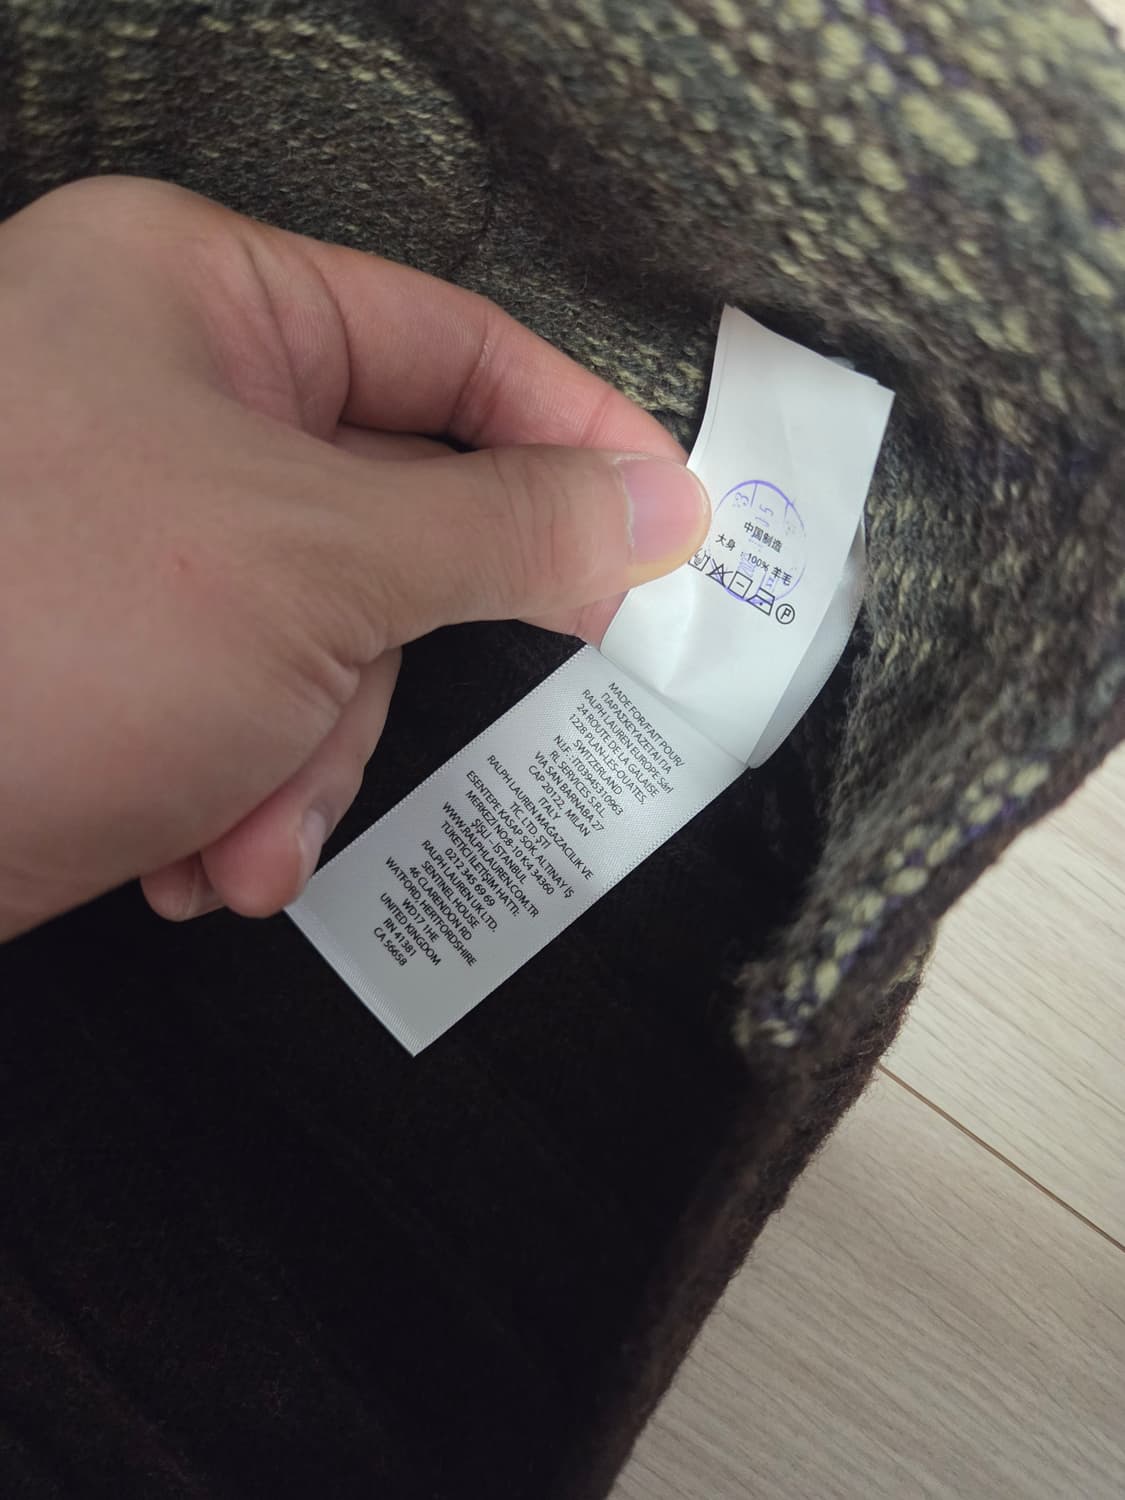 中国制造
大身 100% 羊毛
P
MADE FOR/FAIT POUR/
ΠΑΡΑΣΚΕΥΑΖΕΤΑΙ ΓΙΑ
RALPH LAUREN EUROPE Sàrl
24 ROUTE DE LA GALAISE
1228 PLAN-LES-OUATES,
SWITZERLAND
N.I.F.: IT03945310963
RL SERVICES S.R.L
VIA SAN BARNABA 27
CAP 20122, MILAN
ITALY
RALPH LAUREN MAGAZACILIK VE
TİC. LTD. ŞTİ
ESENTEPE KASAP SOK. ALTINAY İŞ
MERKEZİ NO:8-10 K:4 34360
ŞİŞLİ - İSTANBUL
WWW.RALPHLAUREN.COM.TR
TÜKETİCİ İLETİŞİM HATTI:
0212 345 69 69
RALPH LAUREN UK LTD.
SENTINEL HOUSE
46 CLARENDON RD
WATFORD, HERTFORDSHIRE
WD17 1HE
UNITED KINGDOM
RN 41381
CA 56658